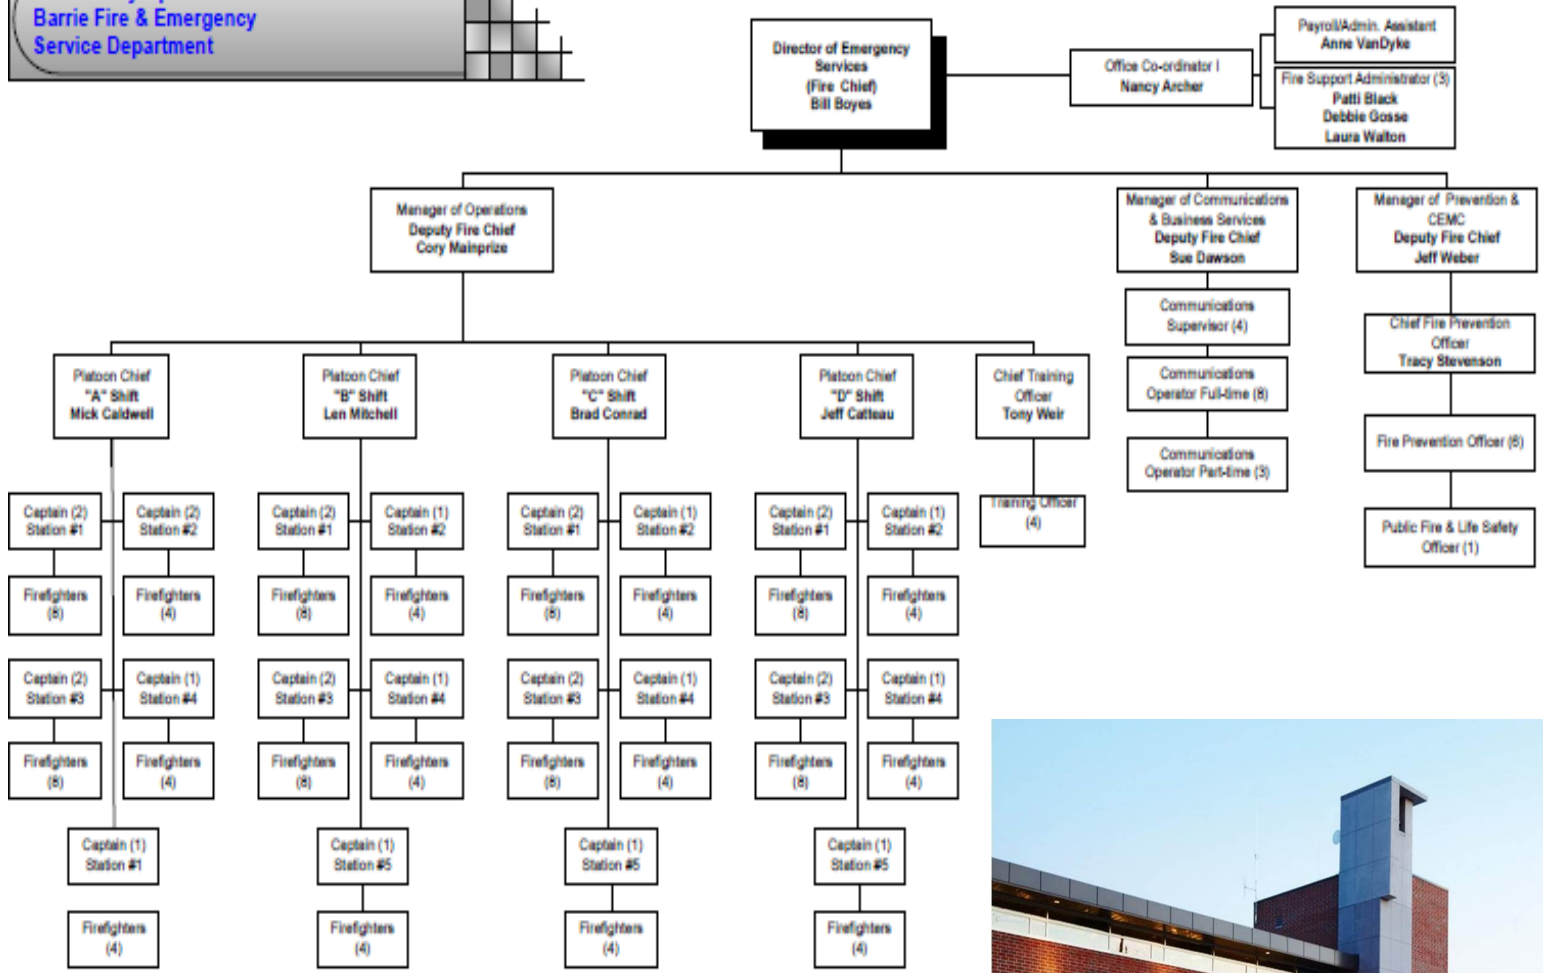 Barrie Fire & Emergency
Service Department
Director of Emergency
Services
(Fire Chief)
Bill Boyes
Office Co-ordinator I
Nancy Archer
Payroll/Admin. Assistant
Anne VanDyke
Fire Support Administrator (3)
Patti Black
Debbie Gosse
Laura Walton
Manager of Operations
Deputy Fire Chief
Cory Mainprize
Manager of Communications
& Business Services
Deputy Fire Chief
Sue Dawson
Manager of Prevention &
CEMC
Deputy Fire Chief
Jeff Weber
Communications
Supervisor (4)
Communications
Operator Full-time (8)
Communications
Operator Part-time (3)
Chief Fire Prevention
Officer
Tracy Stevenson
Fire Prevention Officer (6)
Public Fire & Life Safety
Officer (1)
Platoon Chief
"A" Shift
Mick Caldwell
Platoon Chief
"B" Shift
Len Mitchell
Platoon Chief
"C" Shift
Brad Conrad
Platoon Chief
"D" Shift
Jeff Catteau
Chief Training
Officer
Tony Weir
Training Officer
(4)
Captain (2)
Station #1
Captain (2)
Station #2
Firefighters
(8)
Firefighters
(4)
Captain (2)
Station #3
Captain (1)
Station #4
Firefighters
(8)
Firefighters
(4)
Captain (1)
Station #1
Firefighters
(4)
Captain (2)
Station #1
Captain (1)
Station #2
Firefighters
(8)
Firefighters
(4)
Captain (2)
Station #3
Captain (1)
Station #4
Firefighters
(8)
Firefighters
(4)
Captain (1)
Station #5
Firefighters
(4)
Captain (2)
Station #1
Captain (1)
Station #2
Firefighters
(8)
Firefighters
(4)
Captain (2)
Station #3
Captain (1)
Station #4
Firefighters
(8)
Firefighters
(4)
Captain (1)
Station #5
Firefighters
(4)
Captain (2)
Station #1
Captain (1)
Station #2
Firefighters
(8)
Firefighters
(4)
Captain (2)
Station #3
Captain (1)
Station #4
Firefighters
(8)
Firefighters
(4)
Captain (1)
Station #5
Firefighters
(4)